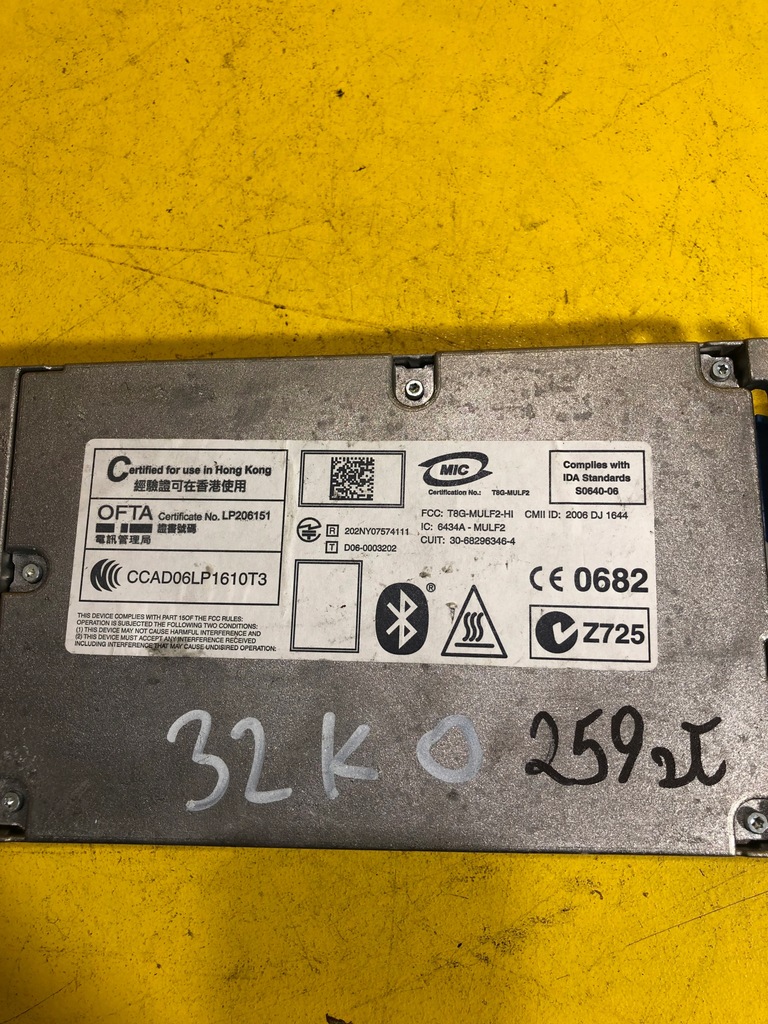 Certified for use in Hong Kong
經驗證可在香港使用
OFTA Certificate No. LP206151
證書號碼
電訊管理局
CCAD06LP1610T3
THIS DEVICE COMPLIES WITH PART 15OF THE FCC RULES:
OPERATION IS SUBJECTED THE FOLLOWING TWO CONDITIONS:
(1) THIS DEVICE MAY NOT CAUSE HARMFUL INTERFERENCE AND
(2) THIS DEVICE MUST ACCEPT ANY INTERFERENCE RECEIVED
INCLUDING INTERFERENCE THAT MAY CAUSE UNDISIRED OPERATION:
R 202NY07574111
T D06-0003202
MIC
Certification No.: T8G-MULF2
Complies with
IDA Standards
S0640-06
FCC: T8G-MULF2-HI CMII ID: 2006 DJ 1644
IC: 6434A - MULF2
CUIT: 30-68296346-4
®
CE 0682
Z725
32KO 259zł